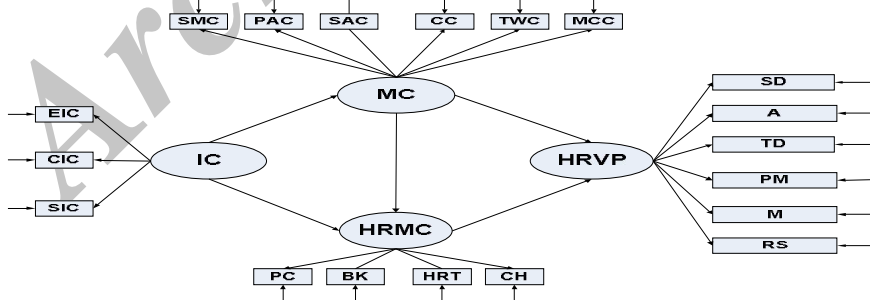 SMC PAC SAC CC TWC MCC
MC
SD
EIC
A
TD
CIC
IC
HRVP
PM
SIC
M
HRMC
RS
PC BK HRT CH